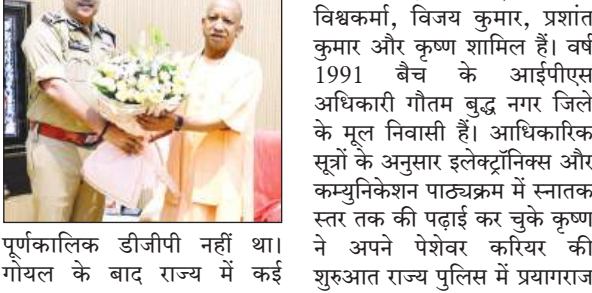 पूर्णकालिक डीजीपी नहीं था।
गोयल के बाद राज्य में कई
विश्वकर्मा, विजय कुमार, प्रशांत
कुमार और कृष्ण शामिल हैं। वर्ष
1991 बैच के आईपीएस
अधिकारी गौतम बुद्ध नगर जिले
के मूल निवासी हैं। आधिकारिक
सूत्रों के अनुसार इलेक्ट्रॉनिक्स और
कम्युनिकेशन पाठ्यक्रम में स्नातक
स्तर तक की पढ़ाई कर चुके कृष्ण
ने अपने पेशेवर करियर की
शुरुआत राज्य पुलिस में प्रयागराज